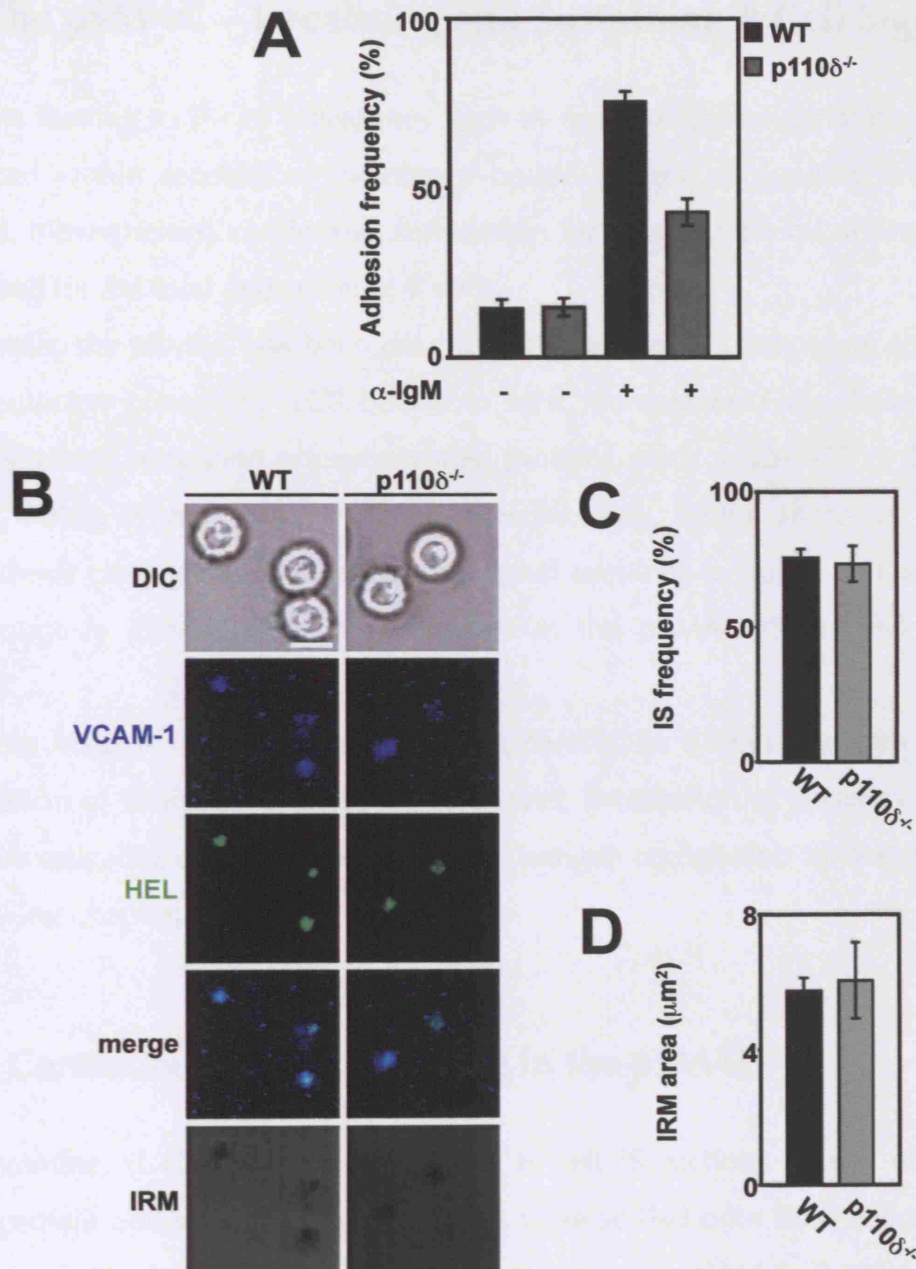 A
Adhesion frequency (%)
100
50
0
WT
p110δ⁻/⁻
α-IgM
- - + +
B
WT
p110δ⁻/⁻
DIC
VCAM-1
HEL
merge
IRM
C
IS frequency (%)
100
50
0
WT
p110δ⁻/⁻
D
IRM area (μm²)
8
4
0
WT
p110δ⁻/⁻